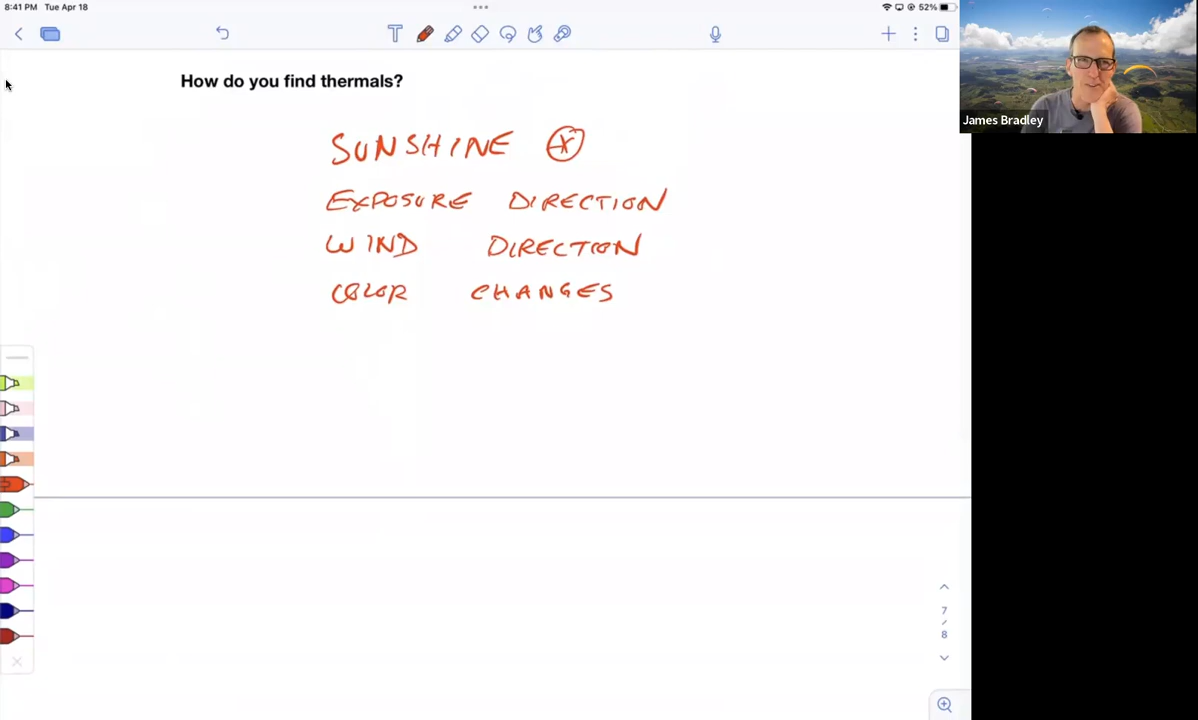 8:41 PM Tue Apr 18
52%
How do you find thermals?
SUNSHINE
EXPOSURE DIRECTION
WIND DIRECTION
COLOR CHANGES
James Bradley
7
/
8